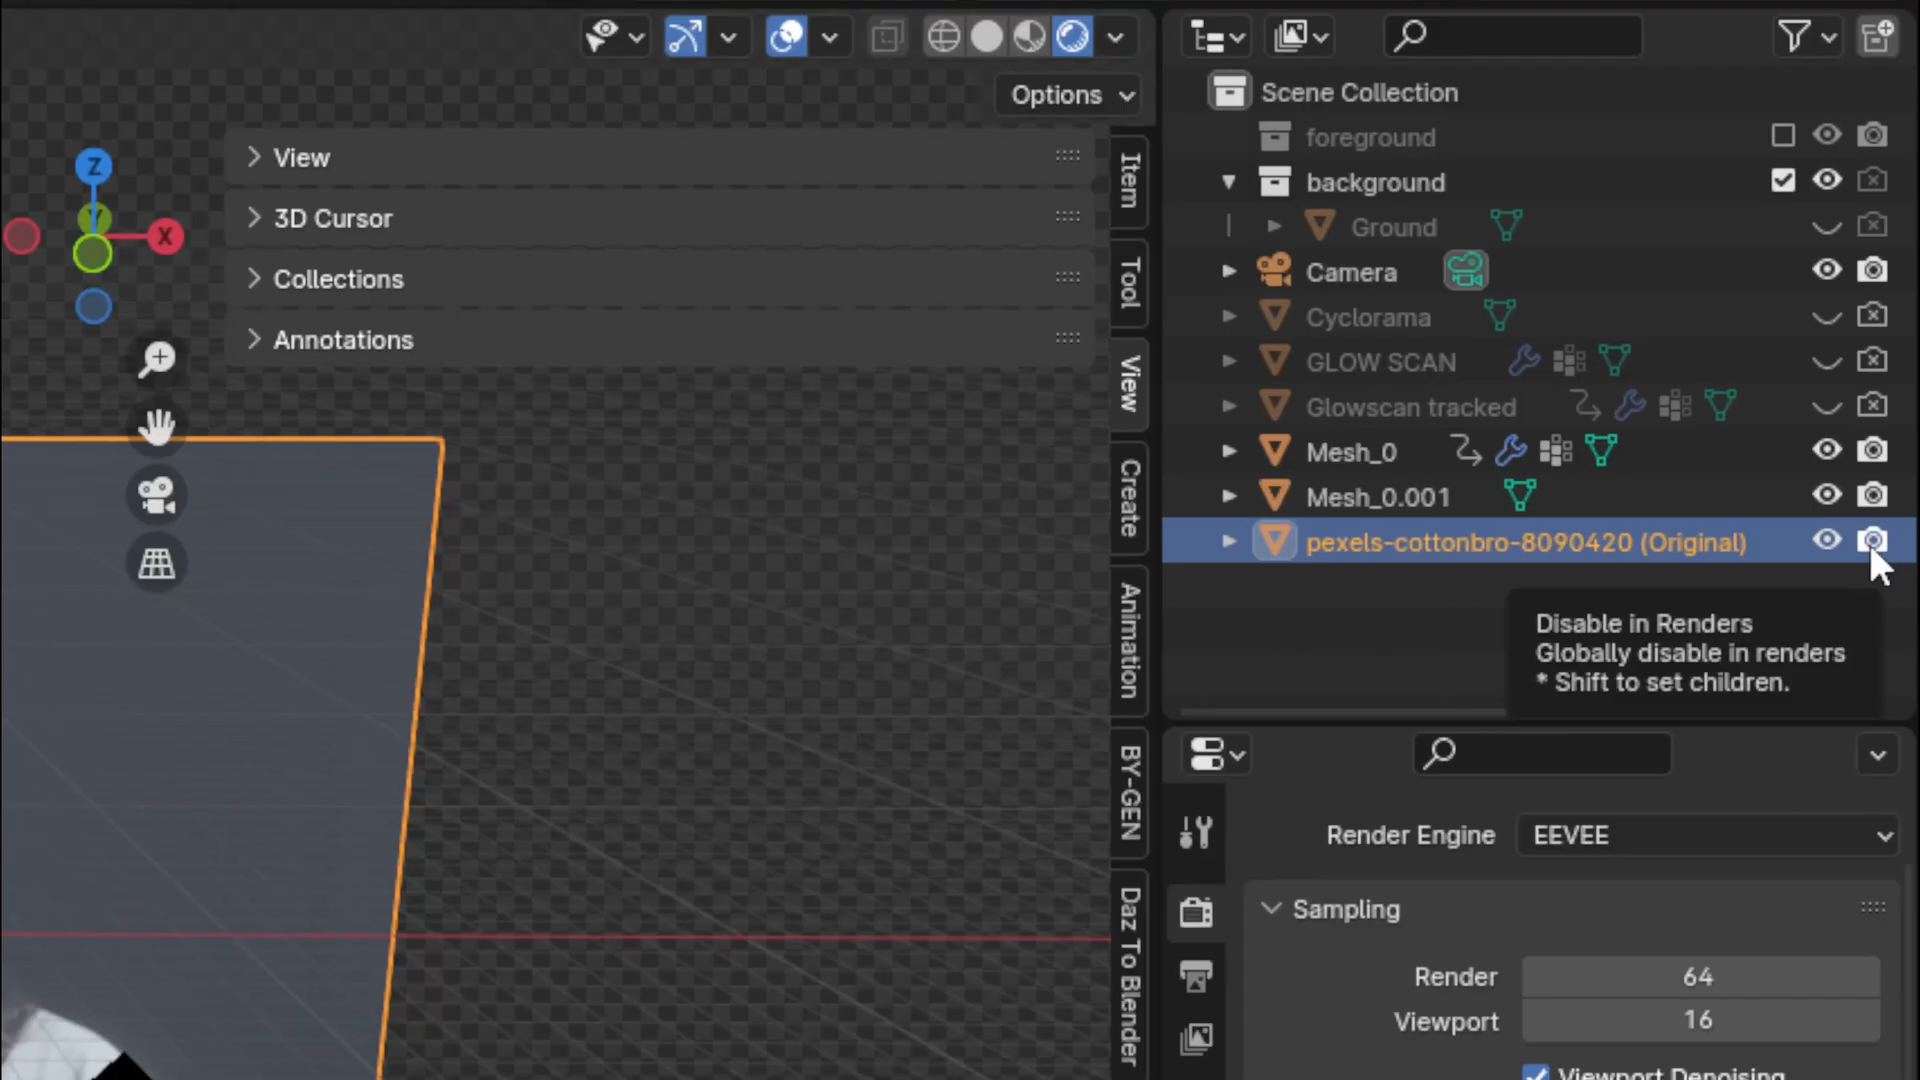 Options
View
3D Cursor
Collections
Annotations
Z
Y
X
Item
Tool
View
Create
Animation
BY-GEN
Daz To Blender
Scene Collection
foreground
background
Ground
Camera
Cyclorama
GLOW SCAN
Glowscan tracked
Mesh_0
Mesh_0.001
pexels-cottonbro-8090420 (Original)
Disable in Renders
Globally disable in renders
* Shift to set children.
Render Engine EEVEE
Sampling
Render 64
Viewport 16
Viewport Denoising